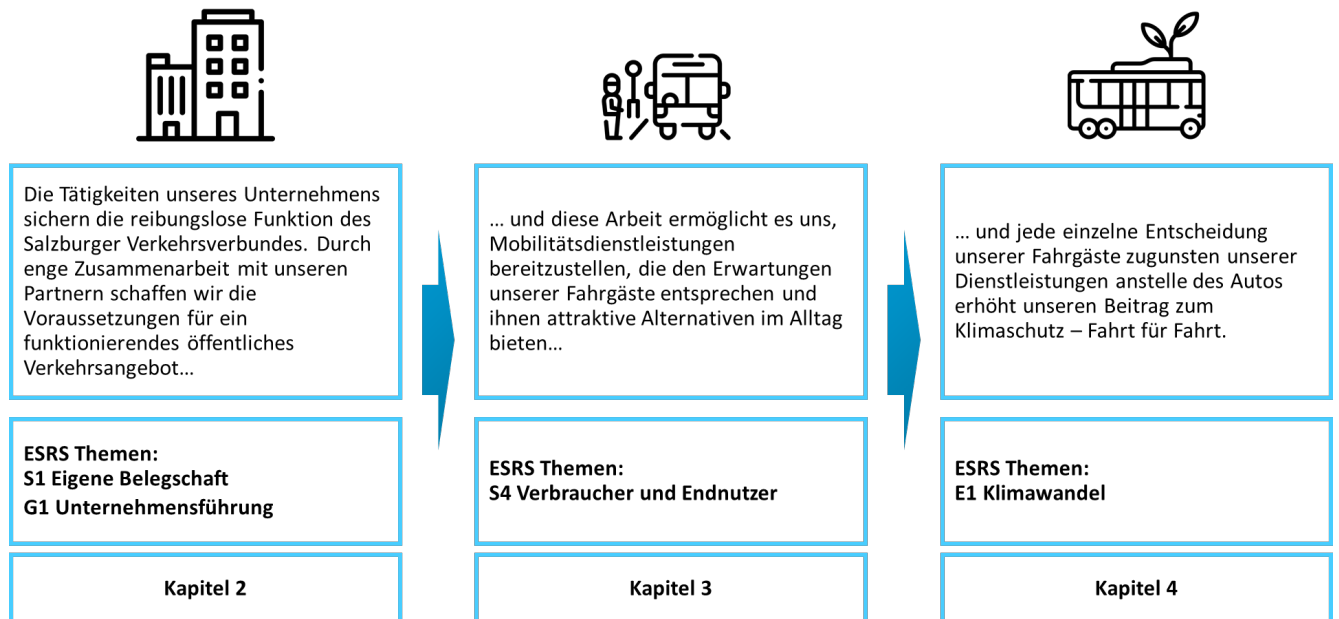 Die Tätigkeiten unseres Unternehmens
sichern die reibungslose Funktion des
Salzburger Verkehrsverbundes. Durch
enge Zusammenarbeit mit unseren
Partnern schaffen wir die
Voraussetzungen für ein
funktionierendes öffentliches
Verkehrsangebot…
ESRS Themen:
S1 Eigene Belegschaft
G1 Unternehmensführung
Kapitel 2
… und diese Arbeit ermöglicht es uns,
Mobilitätsdienstleistungen
bereitzustellen, die den Erwartungen
unserer Fahrgäste entsprechen und
ihnen attraktive Alternativen im Alltag
bieten…
ESRS Themen:
S4 Verbraucher und Endnutzer
Kapitel 3
… und jede einzelne Entscheidung
unserer Fahrgäste zugunsten unserer
Dienstleistungen anstelle des Autos
erhöht unseren Beitrag zum
Klimaschutz – Fahrt für Fahrt.
ESRS Themen:
E1 Klimawandel
Kapitel 4